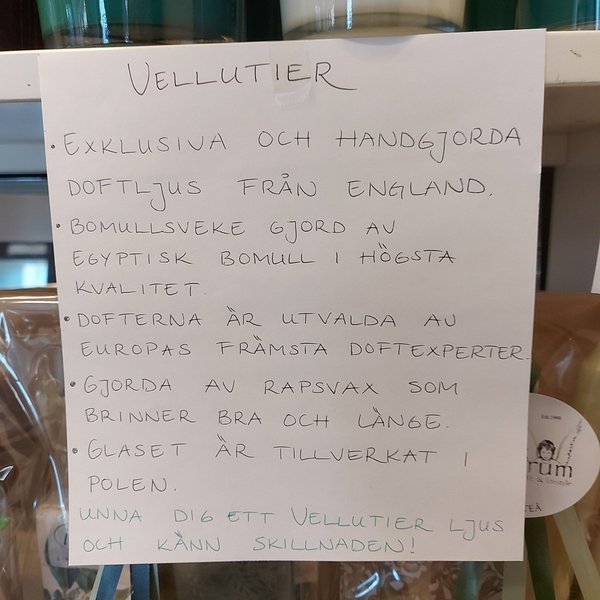 VELLUTIER
• EXKLUSIVA OCH HANDGJORDA
DOFTLJUS FRÅN ENGLAND.
• BOMULLSVEKE GJORD AV
EGYPTISK BOMULL I HÖGSTA
KVALITET.
• DOFTERNA ÄR UTVALDA AV
EUROPAS FRÄMSTA DOFTEXPERTER.
• GJORDA AV RAPSVAX SOM
BRINNER BRA OCH LÄNGE.
• GLASET ÄR TILLVERKAT I
POLEN.
UNNA DIG ETT VELLUTIER LJUS
OCH KÄNN SKILLNADEN!
rum
& lifestyle